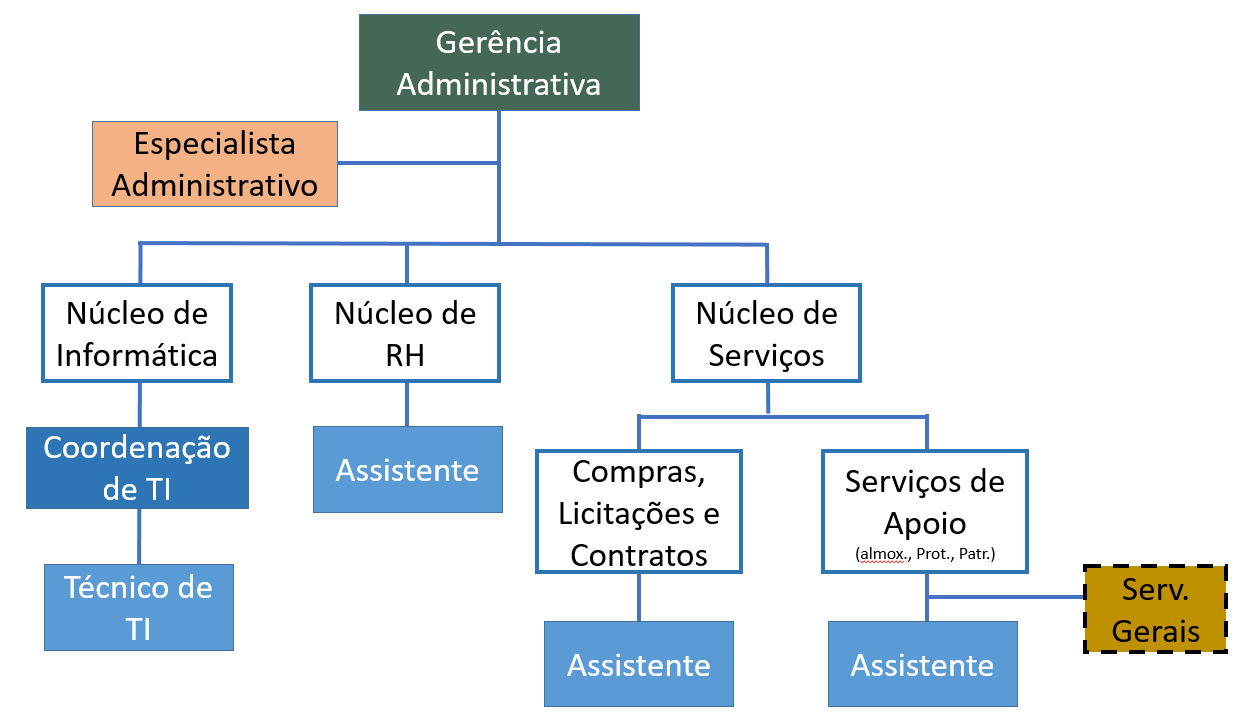 Gerência
Administrativa
Especialista
Administrativo
Núcleo de
Informática
Núcleo de
RH
Núcleo de
Serviços
Coordenação
de TI
Assistente
Compras,
Licitações e
Contratos
Serviços de
Apoio
(almox., Prot., Patr.)
Técnico de
TI
Assistente
Assistente
Serv.
Gerais